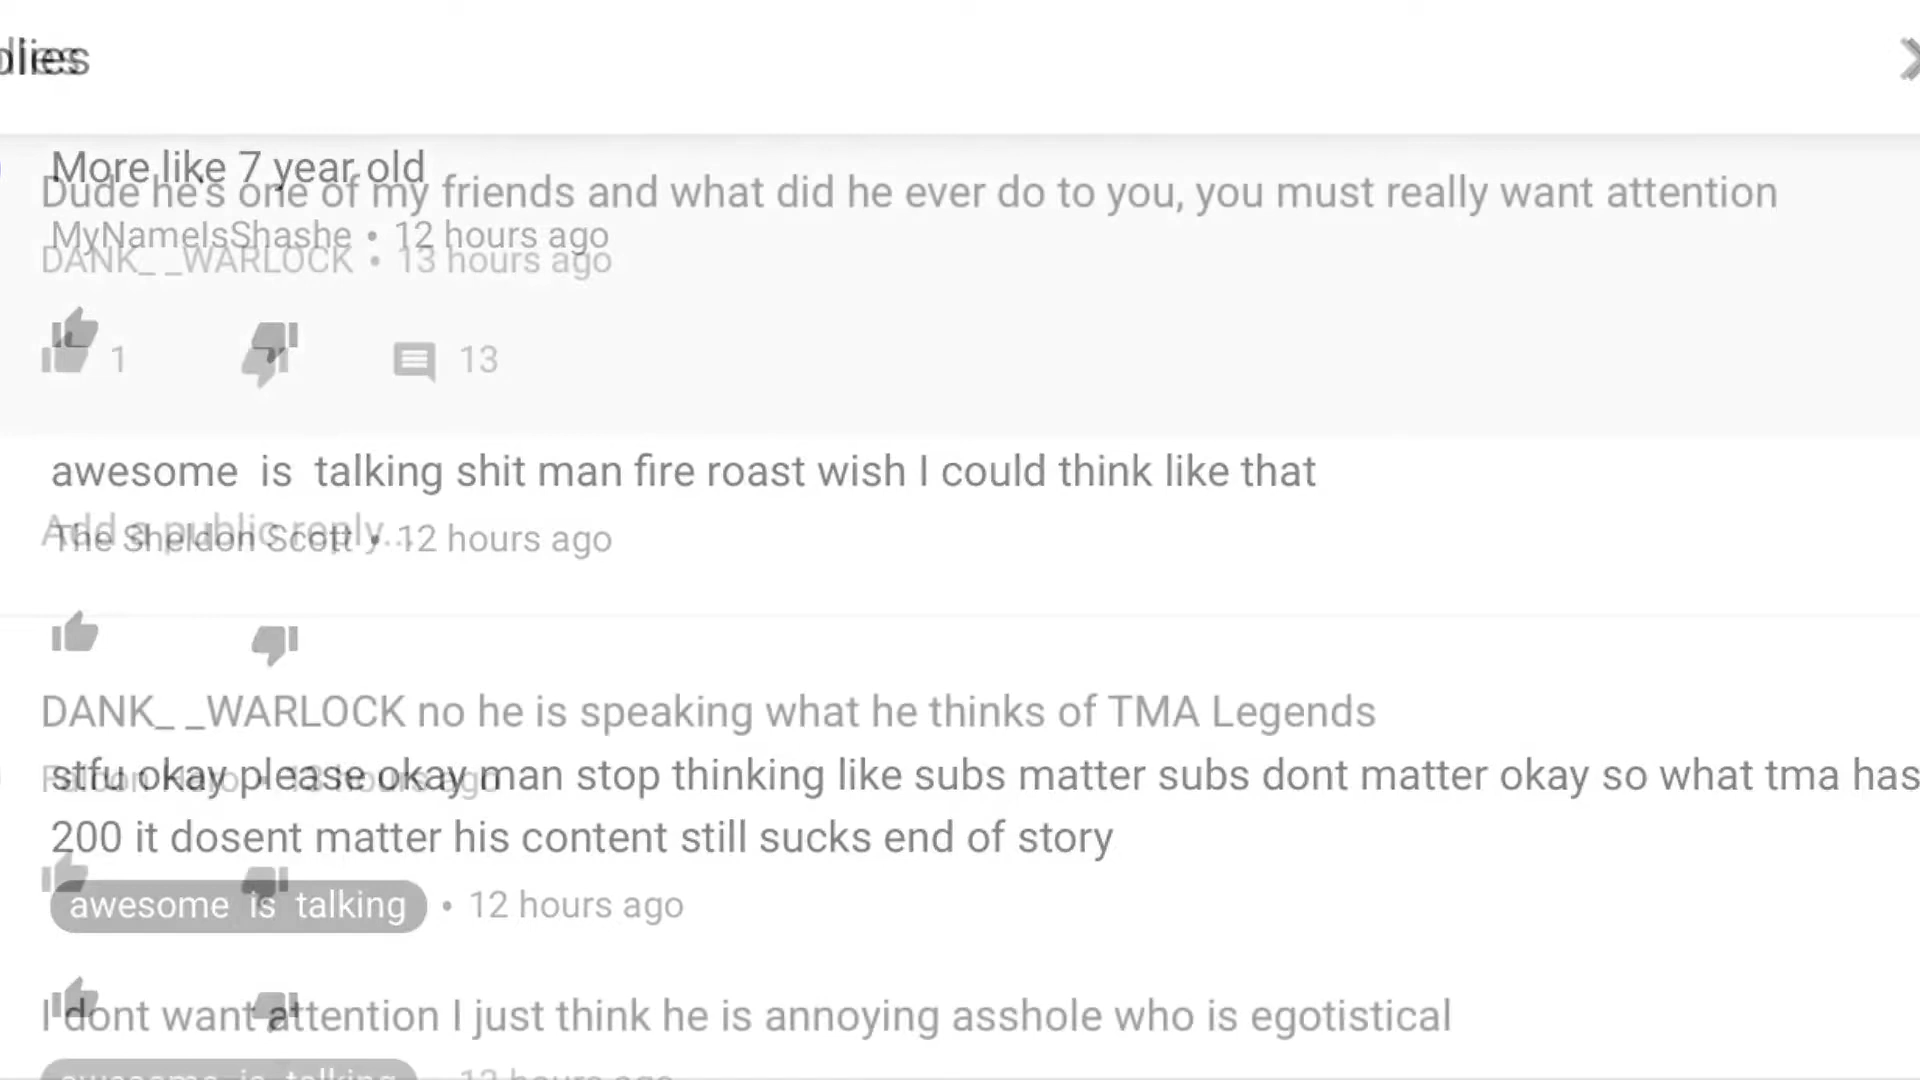 More like 7 year old
Dude he's one of my friends and what did he ever do to you, you must really want attention
MyNameIsShashe • 12 hours ago
DANK_ _WARLOCK • 13 hours ago
1
13
awesome is talking shit man fire roast wish I could think like that
Add a public reply...
The Sheldon Scott • 12 hours ago
DANK_ _WARLOCK no he is speaking what he thinks of TMA Legends
stfu okay please okay man stop thinking like subs matter subs dont matter okay so what tma has
• 13 hours ago
200 it dosent matter his content still sucks end of story
awesome is talking • 12 hours ago
I dont want attention I just think he is annoying asshole who is egotistical
awesome is talking